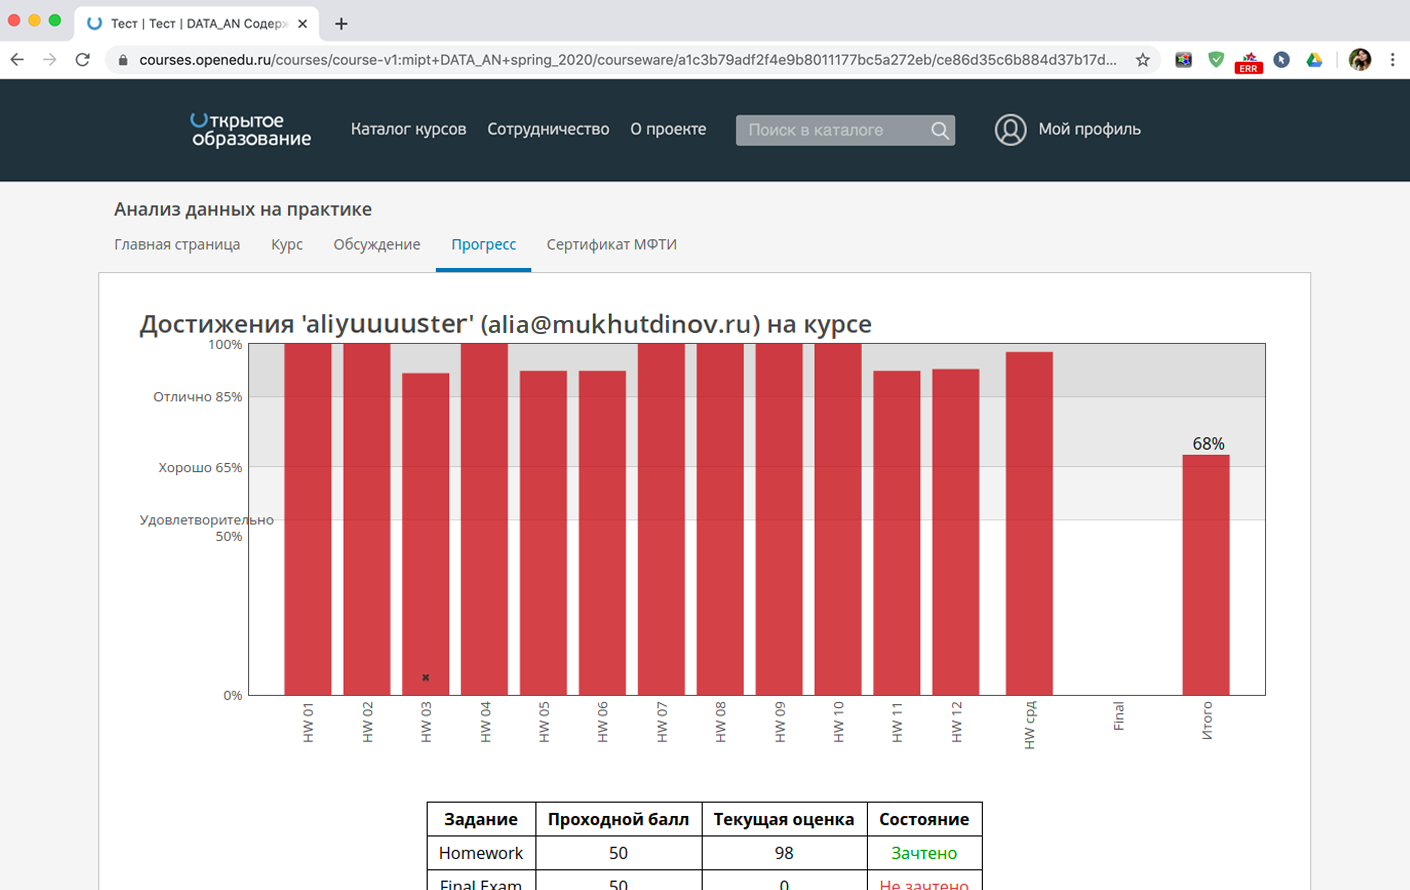 Тест | Тест | DATA_AN Содерж
courses.openedu.ru/courses/course-v1:mipt+DATA_AN+spring_2020/courseware/a1c3b79adf2f4e9b8011177bc5a272eb/ce86d35c6b884d37b17d...
ERR
Открытое образование
Каталог курсов Сотрудничество О проекте Поиск в каталоге Мой профиль
Анализ данных на практике
Главная страница Курс Обсуждение Прогресс Сертификат МФТИ
Достижения 'aliyuuuuster' (alia@mukhutdinov.ru) на курсе
100%
Отлично 85%
68%
Хорошо 65%
Удовлетворительно
50%
0%
HW 01 HW 02 HW 03 HW 04 HW 05 HW 06 HW 07 HW 08 HW 09 HW 10 HW 11 HW 12 HW срд Final Итого
Задание Проходной балл Текущая оценка Состояние
Homework 50 98 Зачтено
Final Exam 50 0 Не зачтено